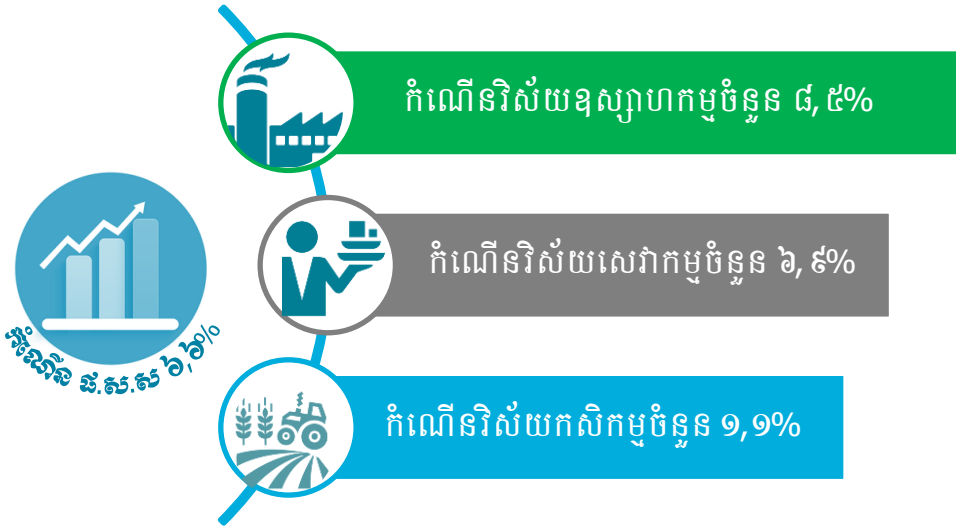 កំណើនវិស័យឧស្សាហកម្មចំនួន ៨,៥%
កំណើនវិស័យសេវាកម្មចំនួន ៦,៩%
កំណើន ផ.ស.ស ៦,៦%
កំណើនវិស័យកសិកម្មចំនួន ១,១%